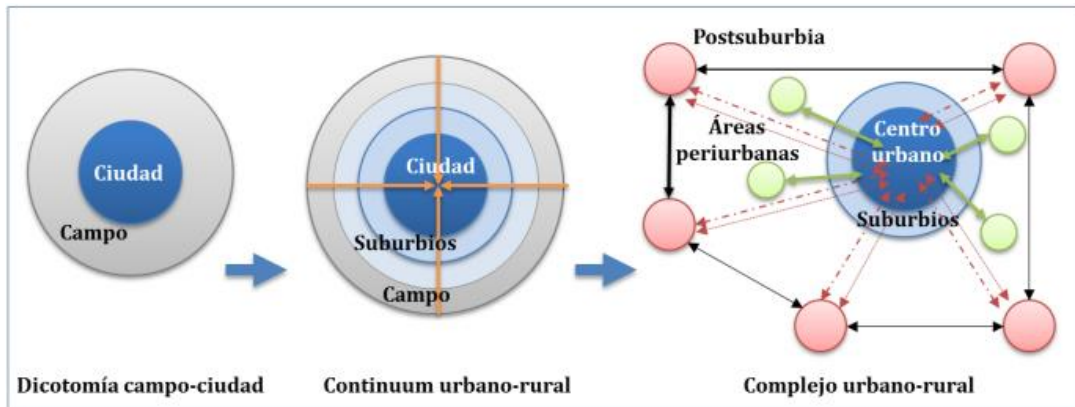 Ciudad
Campo
Dicotomía campo-ciudad
Ciudad
Suburbios
Campo
Continuum urbano-rural
Postsuburbia
Áreas
periurbanas
Centro
urbano
Suburbios
Complejo urbano-rural